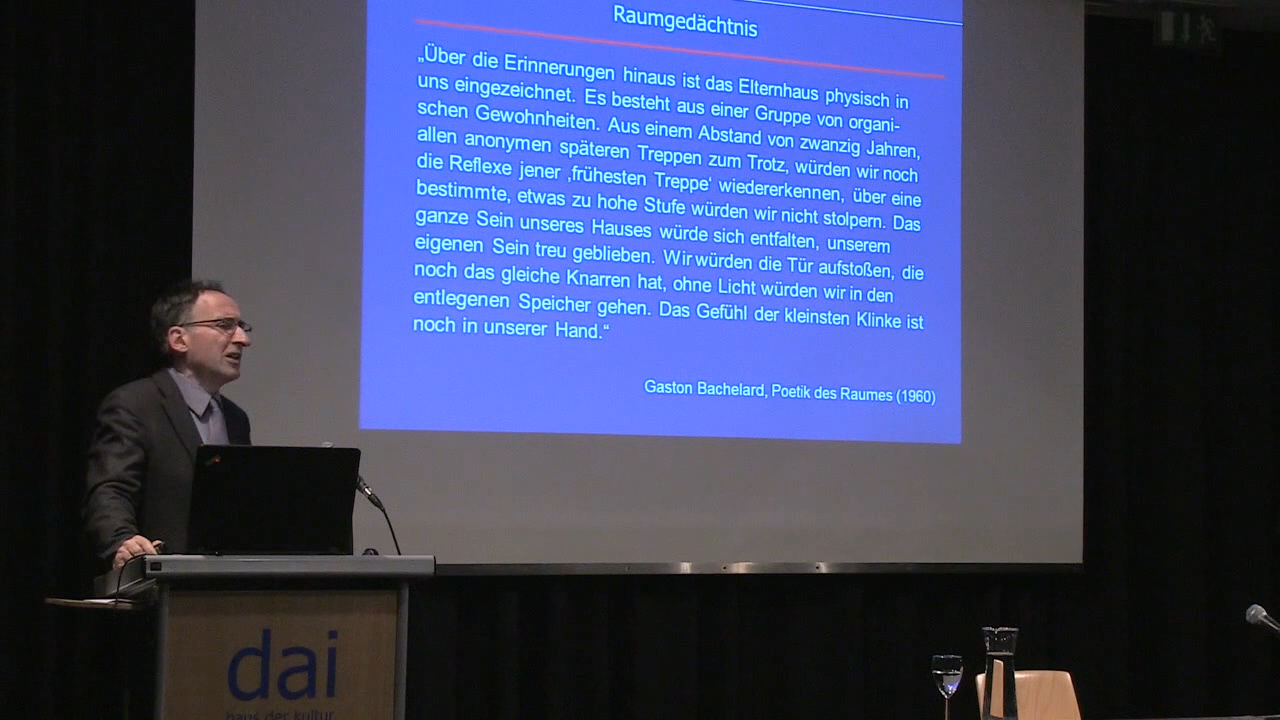 Raumgedächtnis
„Über die Erinnerungen hinaus ist das Elternhaus physisch in
uns eingezeichnet. Es besteht aus einer Gruppe von organi-
schen Gewohnheiten. Aus einem Abstand von zwanzig Jahren,
allen anonymen späteren Treppen zum Trotz, würden wir noch
die Reflexe jener ‚frühesten Treppe‘ wiedererkennen, über eine
bestimmte, etwas zu hohe Stufe würden wir nicht stolpern. Das
ganze Sein unseres Hauses würde sich entfalten, unserem
eigenen Sein treu geblieben. Wir würden die Tür aufstoßen, die
noch das gleiche Knarren hat, ohne Licht würden wir in den
entlegenen Speicher gehen. Das Gefühl der kleinsten Klinke ist
noch in unserer Hand.“
Gaston Bachelard, Poetik des Raumes (1960)
dai
haus der kultur